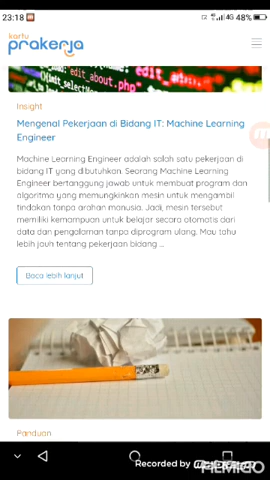 23:18
4G 48%
kartu
prakerja
edit_about.php");
Insight
Mengenal Pekerjaan di Bidang IT: Machine Learning
Engineer
Machine Learning Engineer adalah salah satu pekerjaan di
bidang IT yang dibutuhkan. Seorang Machine Learning
Engineer bertanggung jawab untuk membuat program dan
algoritma yang memungkinkan mesin untuk mengambil
tindakan tanpa arahan manusia. Jadi, mesin tersebut
memiliki kemampuan untuk belajar secara otomatis dari
data dan pengalaman tanpa diprogram ulang. Mau tahu
lebih jauh tentang pekerjaan bidang ...
Baca lebih lanjut
Panduan
Recorded by